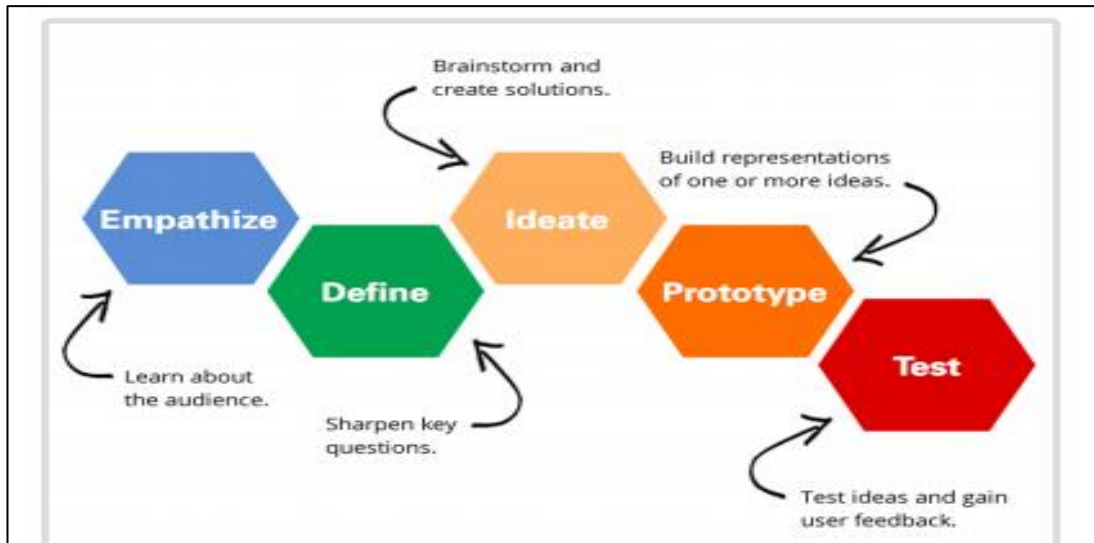 Brainstorm and
create solutions.
Build representations
of one or more ideas.
Empathize
Ideate
Define
Prototype
Test
Learn about
the audience.
Sharpen key
questions.
Test ideas and gain
user feedback.